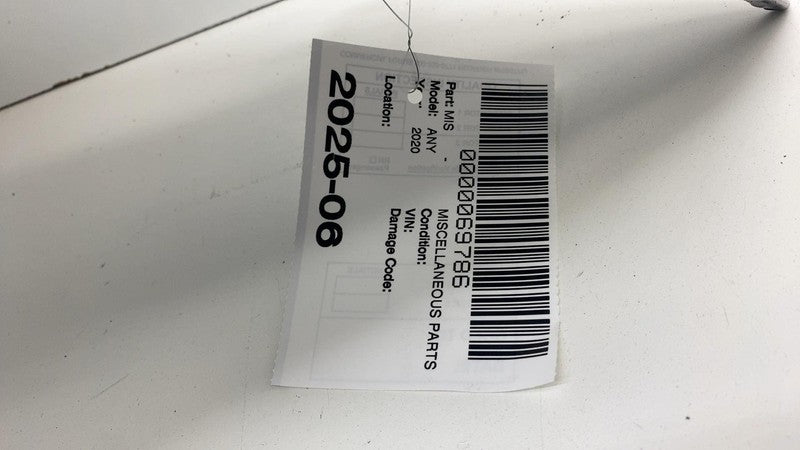 0000069786
Part: MIS - MISCELLANEOUS PARTS
Model: ANY Condition:
2020 VIN:
Location: Damage Code:
2025-06